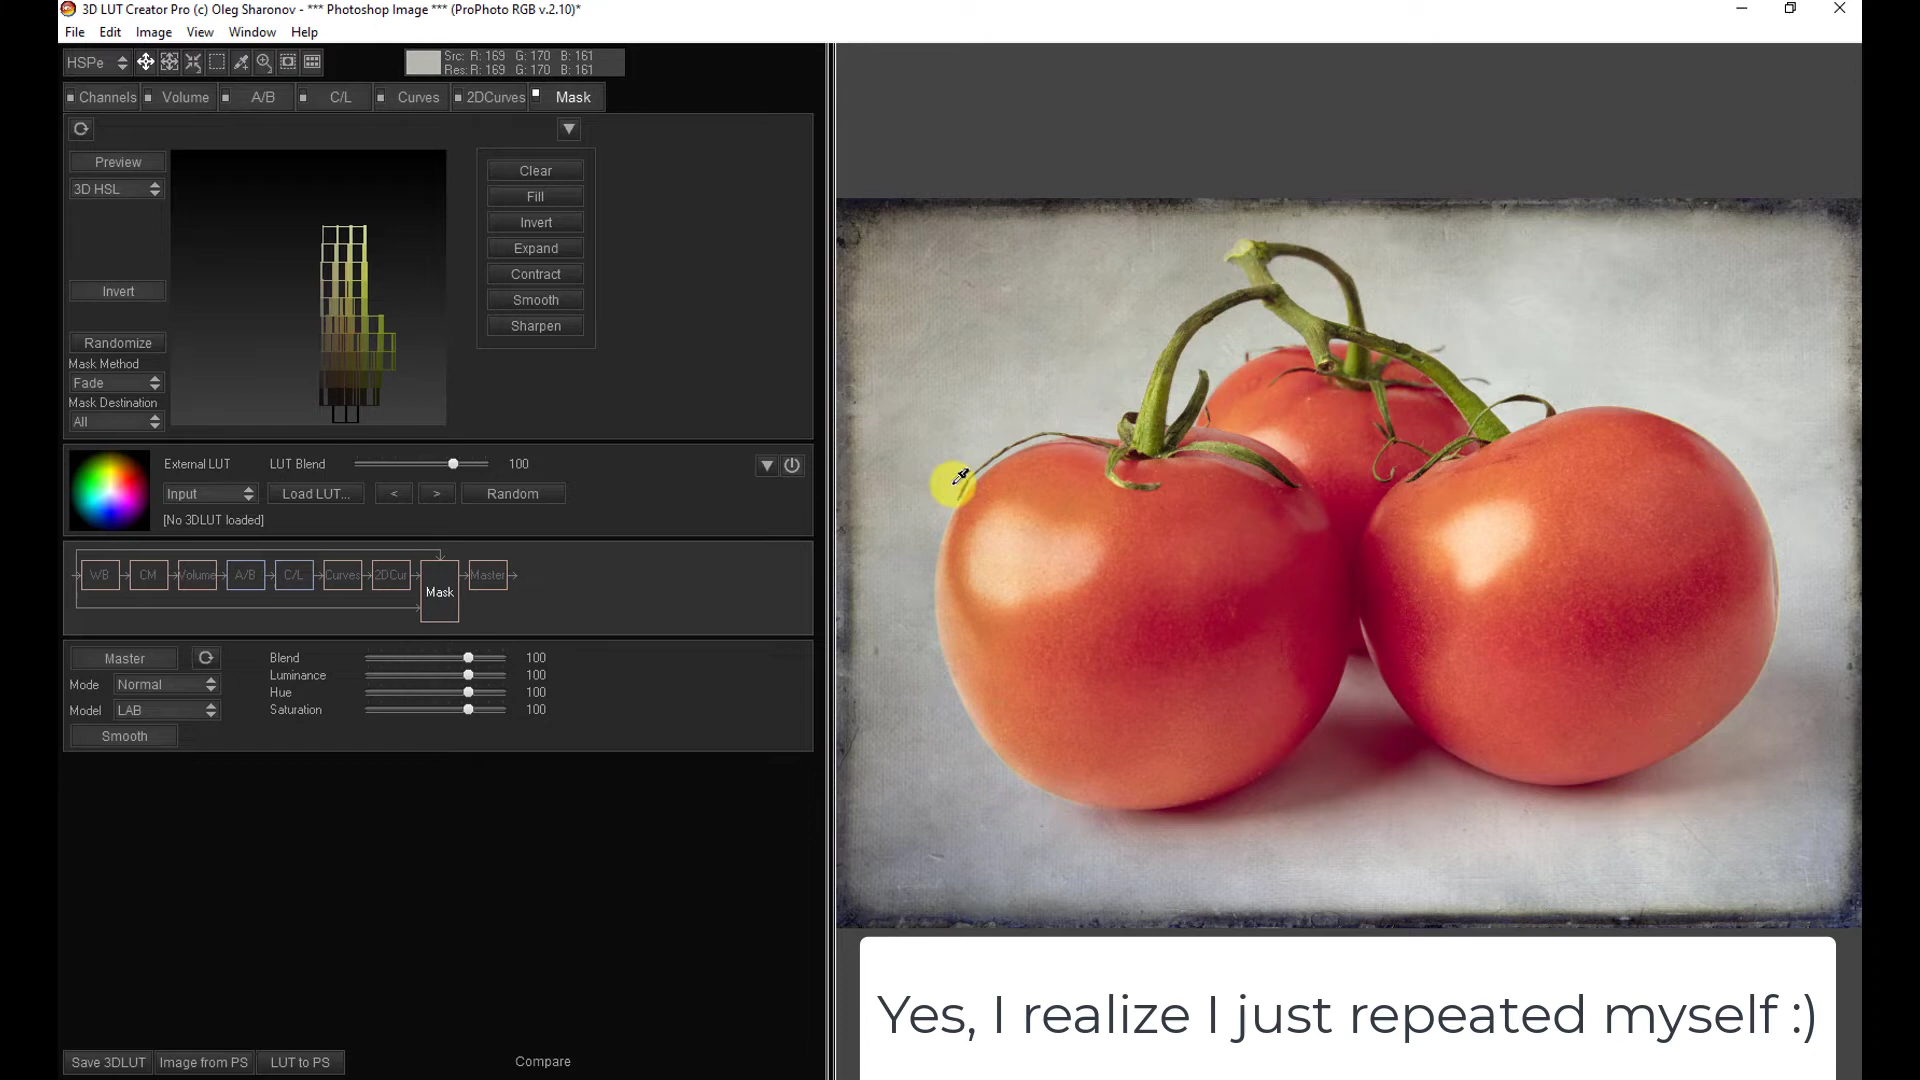 3D LUT Creator Pro (c) Oleg Sharonov - *** Photoshop Image *** (ProPhoto RGB v.2.10)*
File Edit Image View Window Help
HSPe
Src: R: 169 G: 170 B: 161
Res: R: 169 G: 170 B: 161
Channels Volume A/B C/L Curves 2DCurves Mask
Preview
3D HSL
Invert
Randomize
Mask Method
Fade
Mask Destination
All
Clear
Fill
Invert
Expand
Contract
Smooth
Sharpen
External LUT LUT Blend 100
Input Load LUT... < > Random
[No 3DLUT loaded]
WB CM Volume A/B C/L Curves 2DCur Mask Master
Master
Mode Normal
Model LAB
Smooth
Blend 100
Luminance 100
Hue 100
Saturation 100
Save 3DLUT Image from PS LUT to PS Compare
Yes, I realize I just repeated myself :)